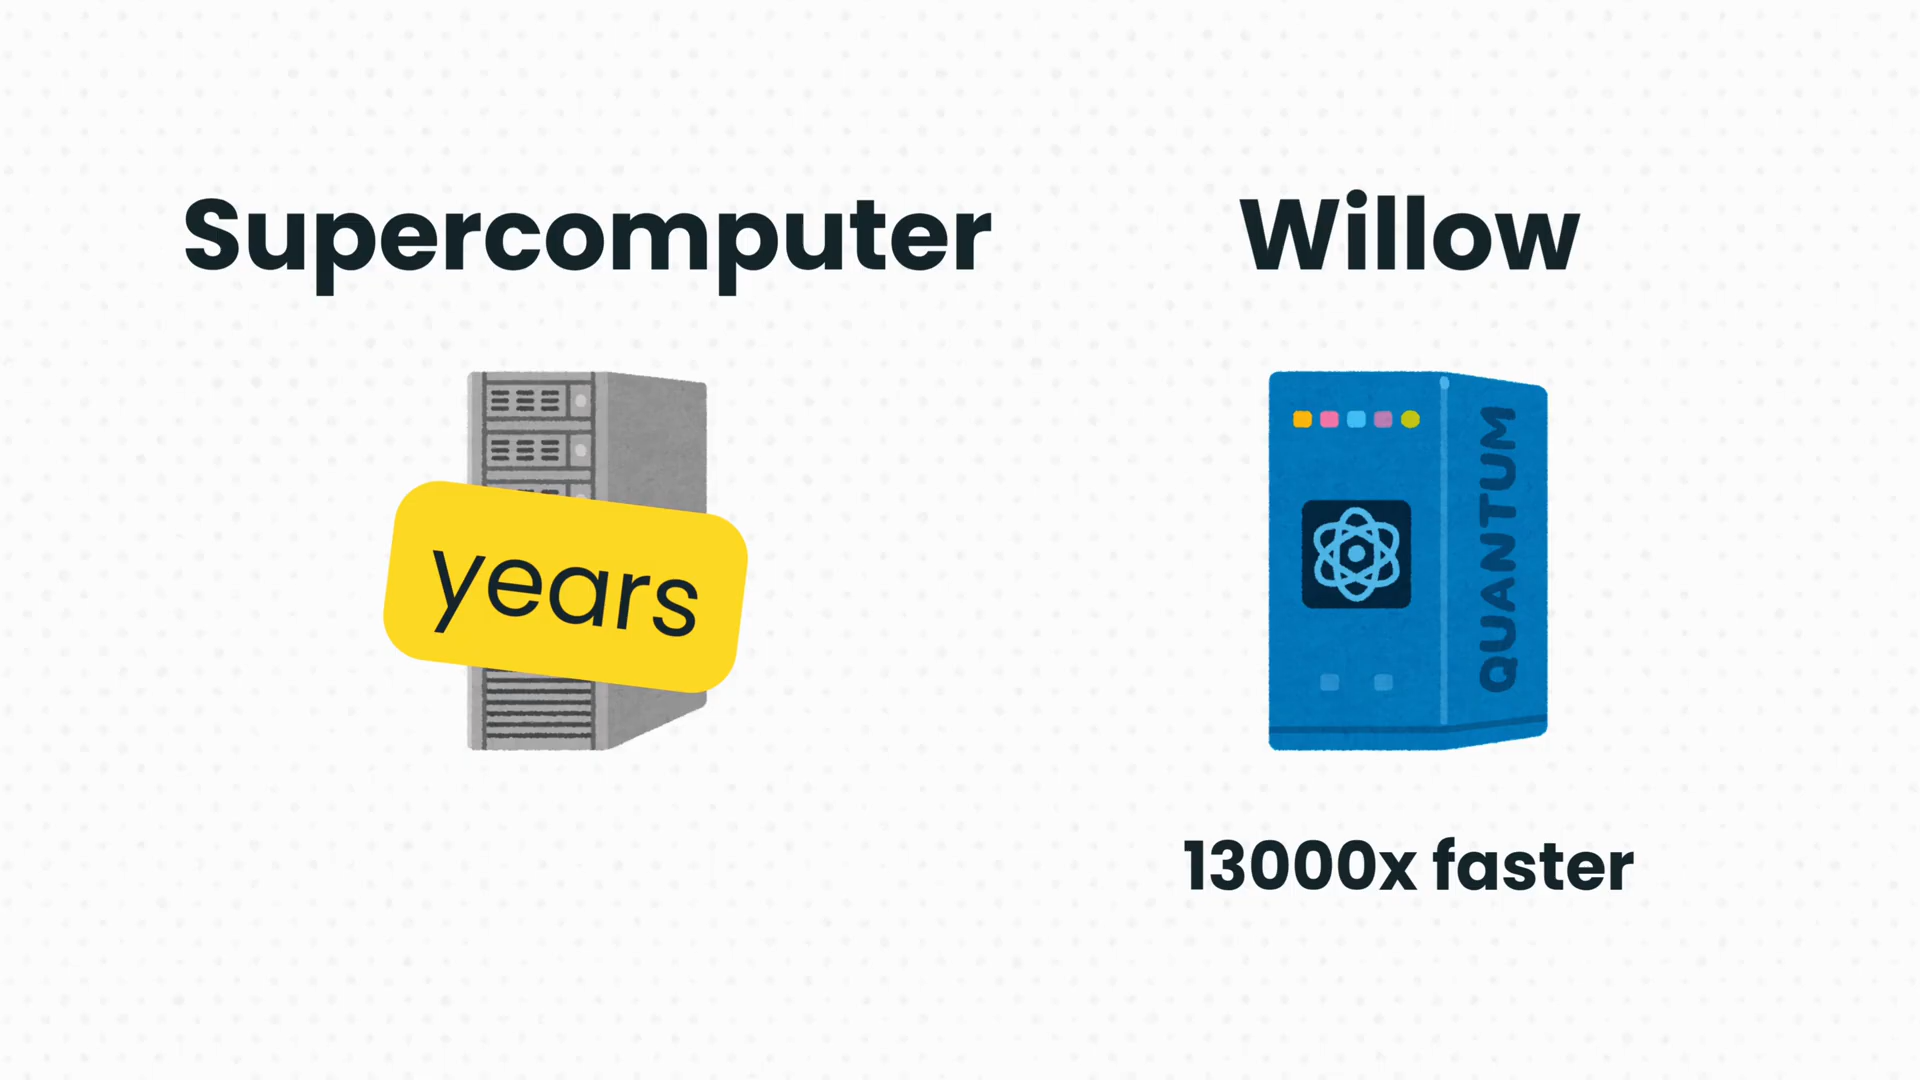 Supercomputer
Willow
years
QUANTUM
13000x faster